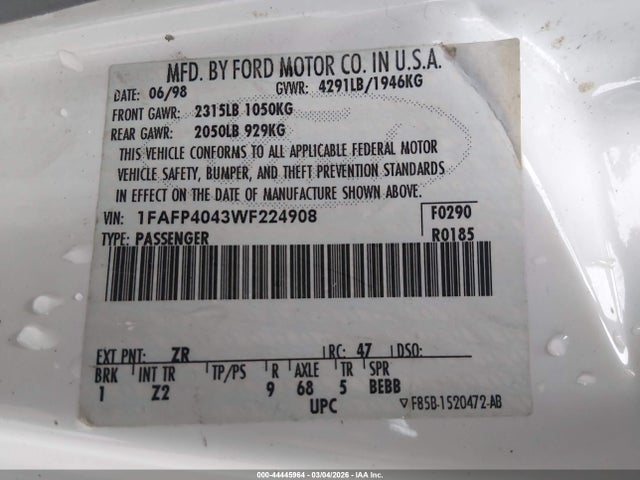 MFD. BY FORD MOTOR CO. IN U.S.A.
DATE: 06/98 GVWR: 4291LB/1946KG
FRONT GAWR: 2315LB 1050KG
REAR GAWR: 2050LB 929KG
THIS VEHICLE CONFORMS TO ALL APPLICABLE FEDERAL MOTOR
VEHICLE SAFETY, BUMPER, AND THEFT PREVENTION STANDARDS
IN EFFECT ON THE DATE OF MANUFACTURE SHOWN ABOVE.
VIN: 1FAFP4043WF224908 F0290
TYPE: PASSENGER R0185
EXT PNT: ZR RC: 47 DSO:
BRK INT TR TP/PS R AXLE TR SPR
1 Z2 9 68 5 BEBB
UPC ▽F85B-1520472-AB
000-44445964 | 03/04/2026 - IAA Inc.